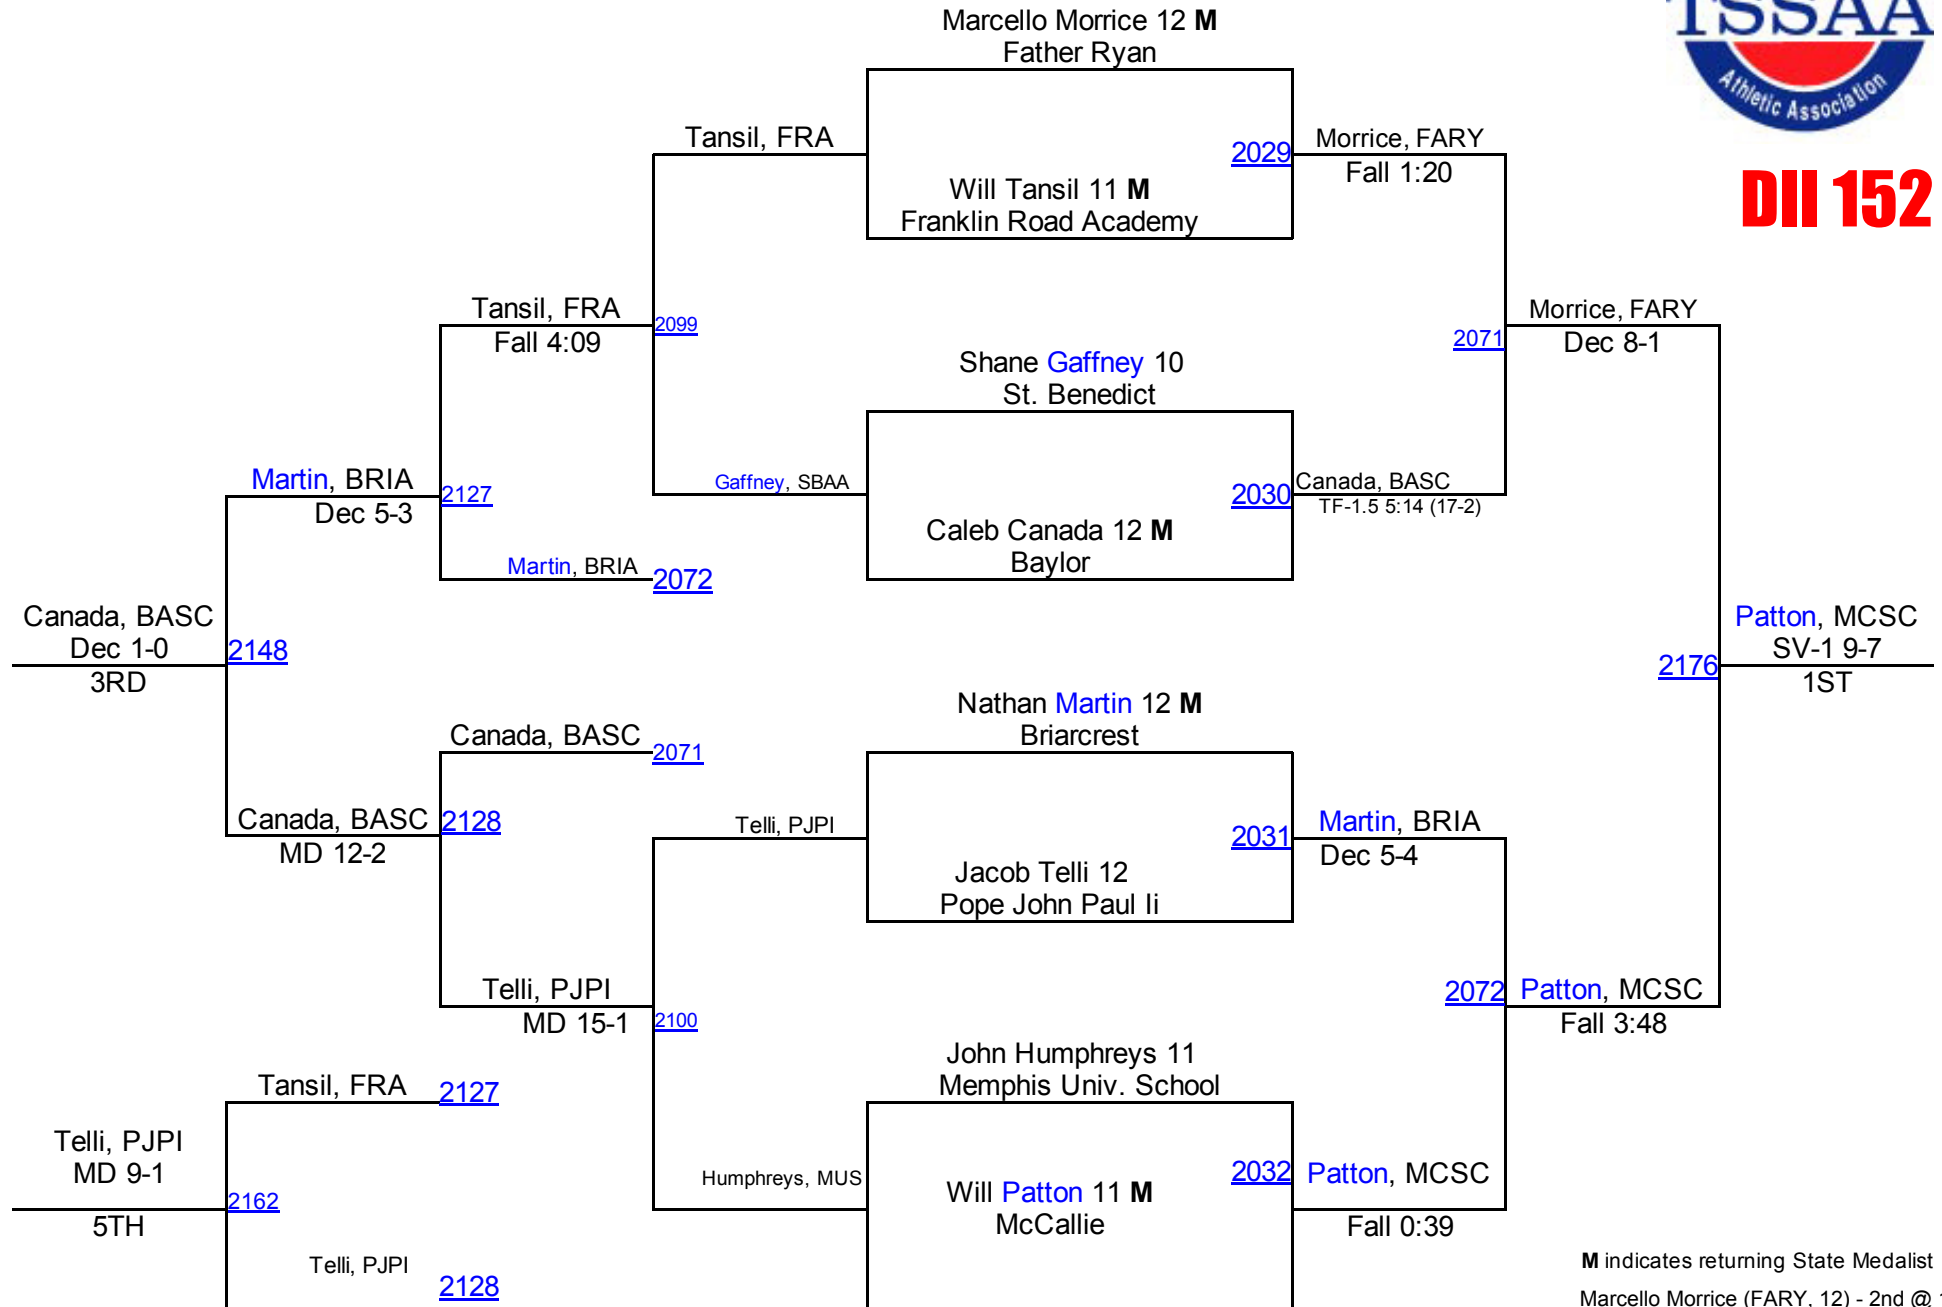 TSSAA
Athletic Association
DII 152
Marcello Morrice 12 M
Father Ryan
Tansil, FRA
2029
Morrice, FARY
Fall 1:20
Will Tansil 11 M
Franklin Road Academy
Tansil, FRA
Fall 4:09
2099
Morrice, FARY
Dec 8-1
2071
Shane Gaffney 10
St. Benedict
Martin, BRIA
Dec 5-3
2127
Gaffney, SBAA
2030
Canada, BASC
TF-1.5 5:14 (17-2)
Caleb Canada 12 M
Baylor
Martin, BRIA
2072
Canada, BASC
Dec 1-0
3RD
2148
Patton, MCSC
SV-1 9-7
1ST
2176
Nathan Martin 12 M
Briarcrest
Canada, BASC
2071
Canada, BASC
MD 12-2
2128
Telli, PJPI
2031
Martin, BRIA
Dec 5-4
Jacob Telli 12
Pope John Paul Ii
Telli, PJPI
MD 15-1
2100
2072
Patton, MCSC
Fall 3:48
John Humphreys 11
Memphis Univ. School
Tansil, FRA
2127
Telli, PJPI
MD 9-1
5TH
2162
Humphreys, MUS
2032
Patton, MCSC
Fall 0:39
Will Patton 11 M
McCallie
Telli, PJPI
2128
M indicates returning State Medalist
Marcello Morrice (FARY, 12) - 2nd @